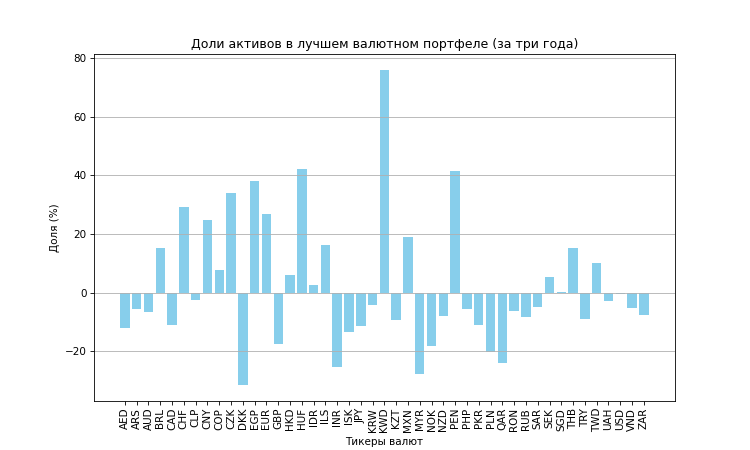 Доли активов в лучшем валютном портфеле (за три года)
80
60
40
20
0
−20
Доля (%)
AED
ARS
AUD
BRL
CAD
CHF
CLP
CNY
COP
CZK
DKK
EGP
EUR
GBP
HKD
HUF
IDR
ILS
INR
ISK
JPY
KRW
KWD
KZT
MXN
MYR
NOK
NZD
PEN
PHP
PKR
PLN
QAR
RON
RUB
SAR
SEK
SGD
THB
TRY
TWD
UAH
USD
VND
ZAR
Тикеры валют